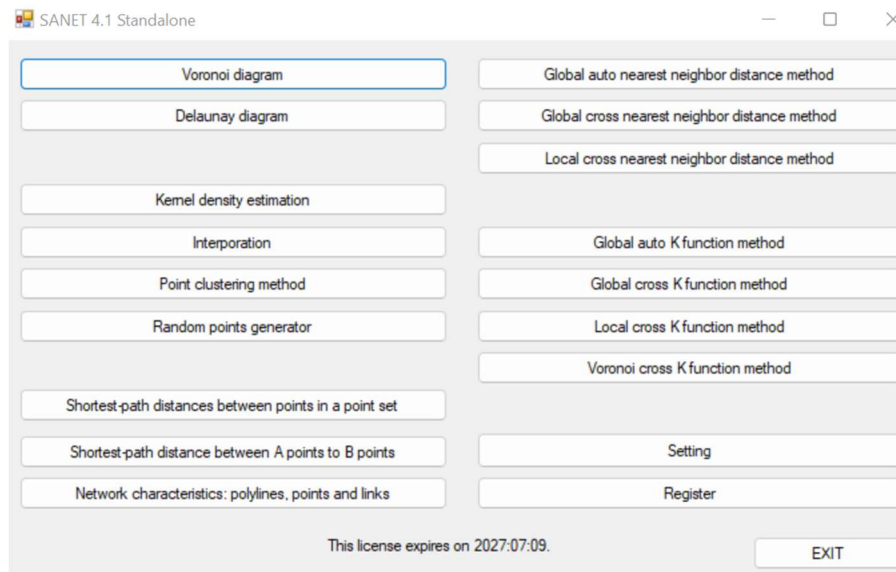 SANET 4.1 Standalone
Voronoi diagram
Delaunay diagram
Kernel density estimation
Interporation
Point clustering method
Random points generator
Shortest-path distances between points in a point set
Shortest-path distance between A points to B points
Network characteristics: polylines, points and links
Global auto nearest neighbor distance method
Global cross nearest neighbor distance method
Local cross nearest neighbor distance method
Global auto K function method
Global cross K function method
Local cross K function method
Voronoi cross K function method
Setting
Register
This license expires on 2027:07:09.
EXIT